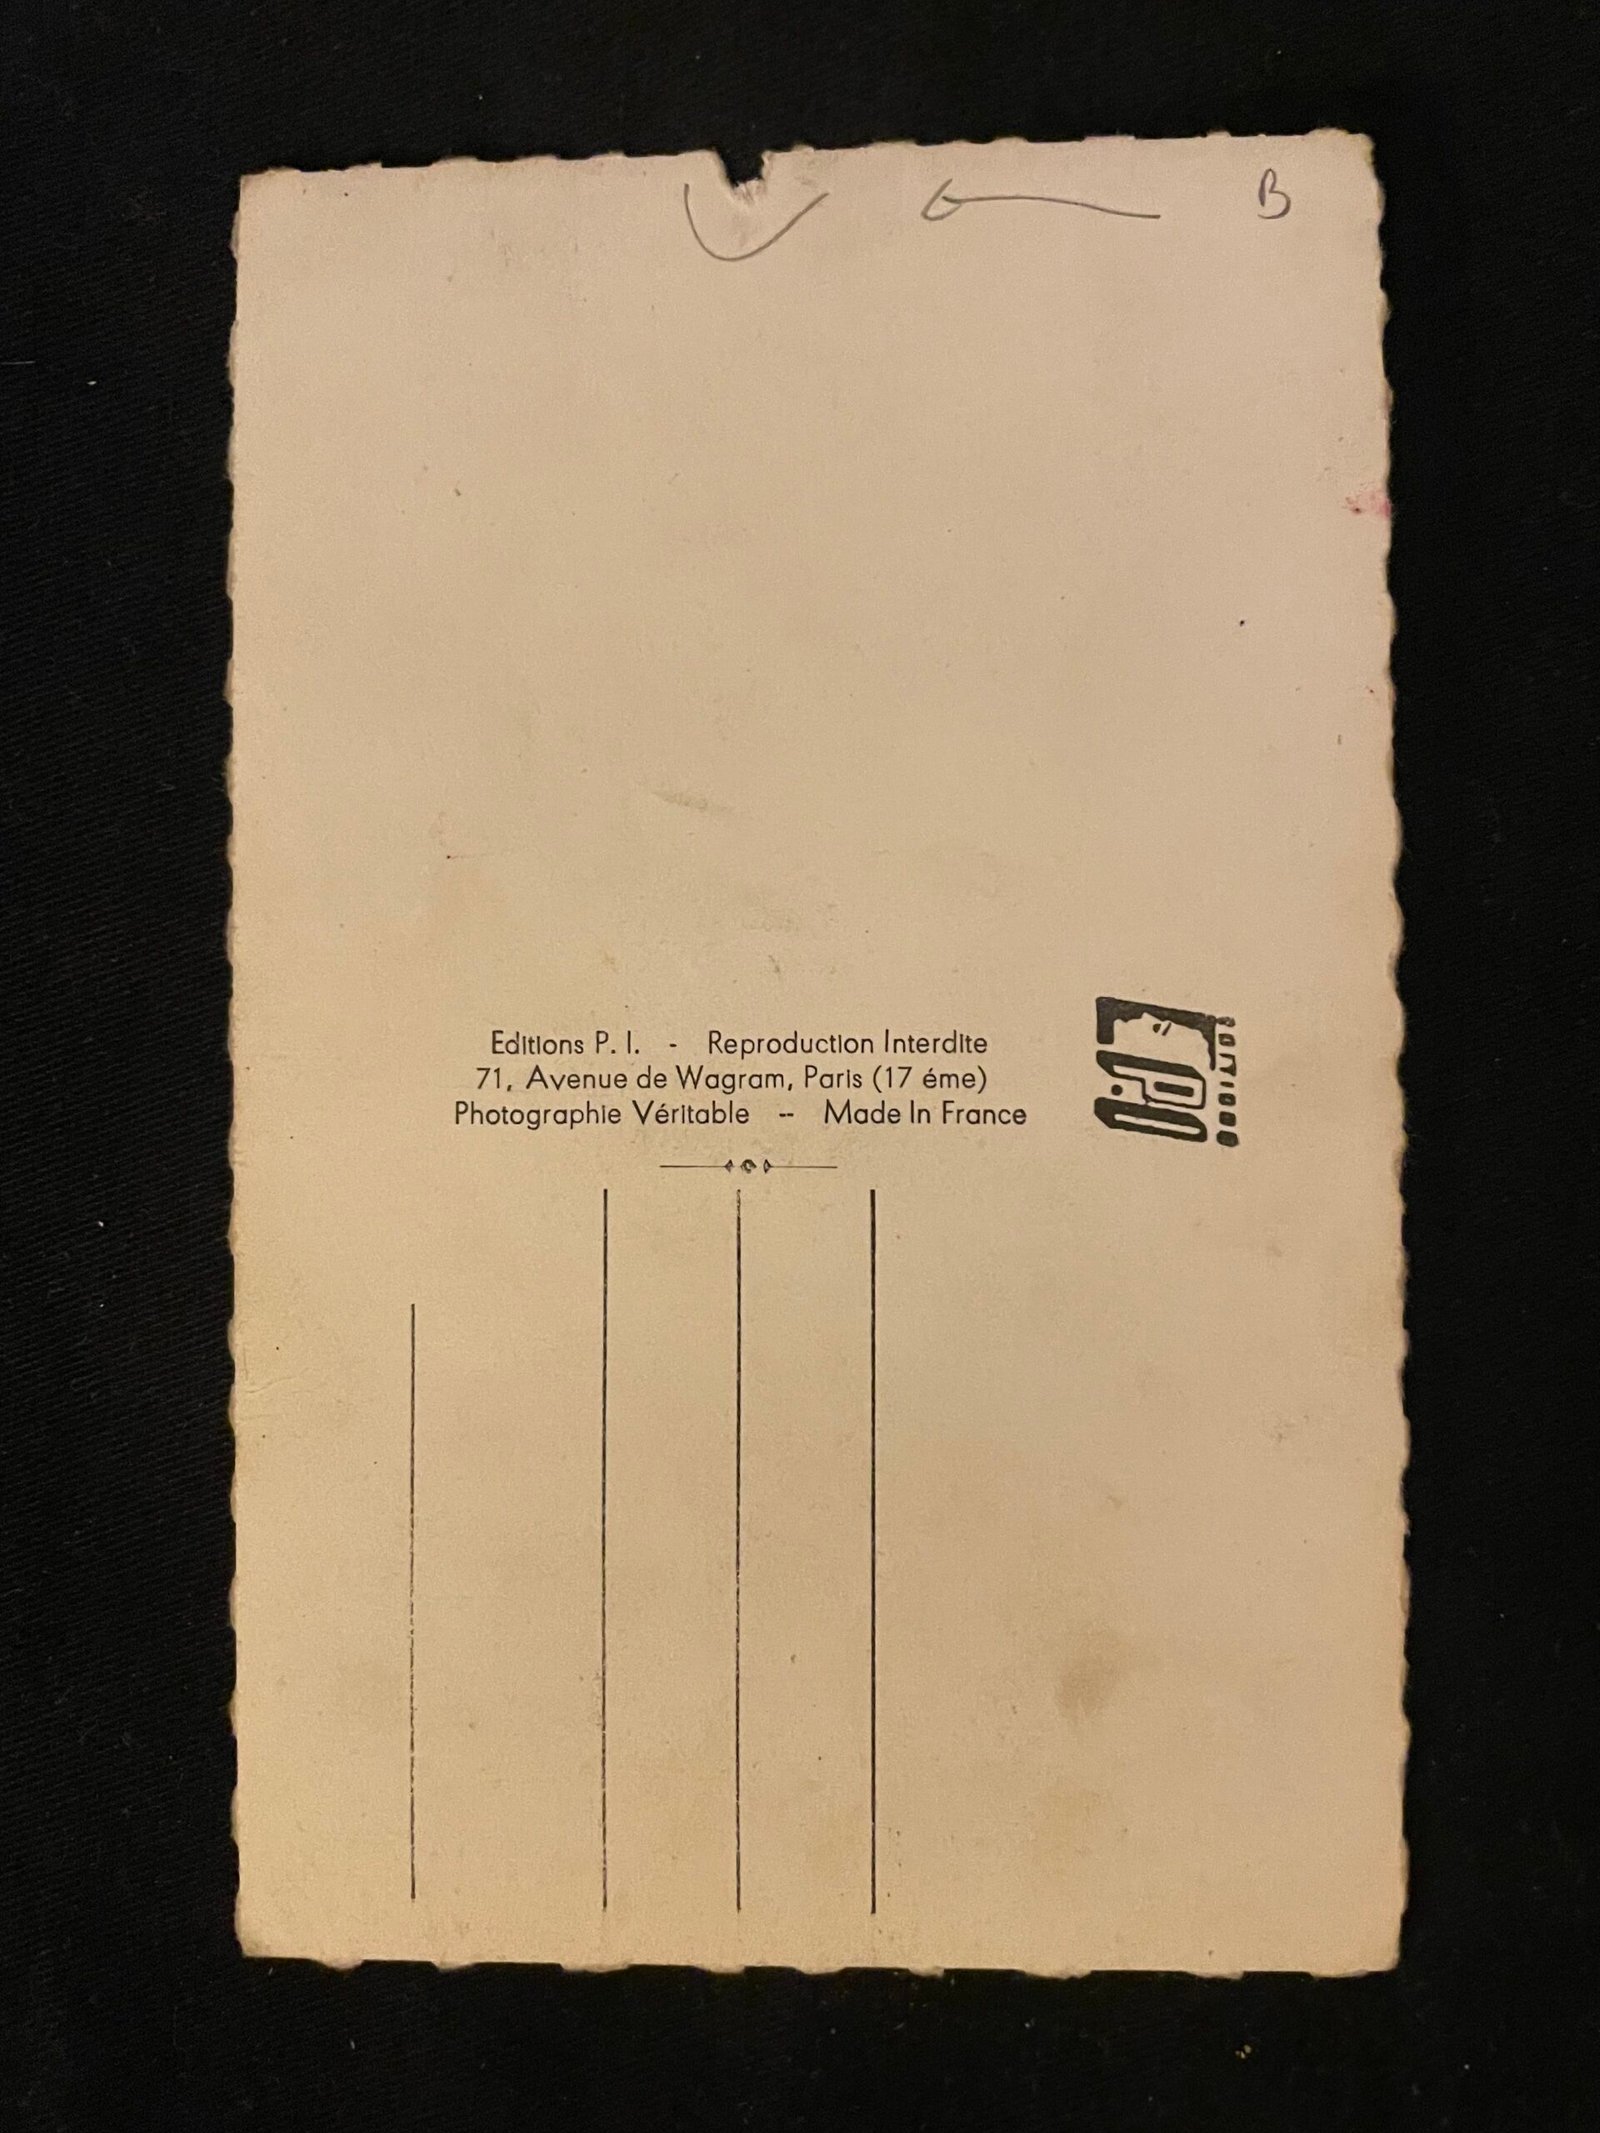 B
Editions P. I. - Reproduction Interdite
71, Avenue de Wagram, Paris (17 éme)
Photographie Véritable -- Made In France